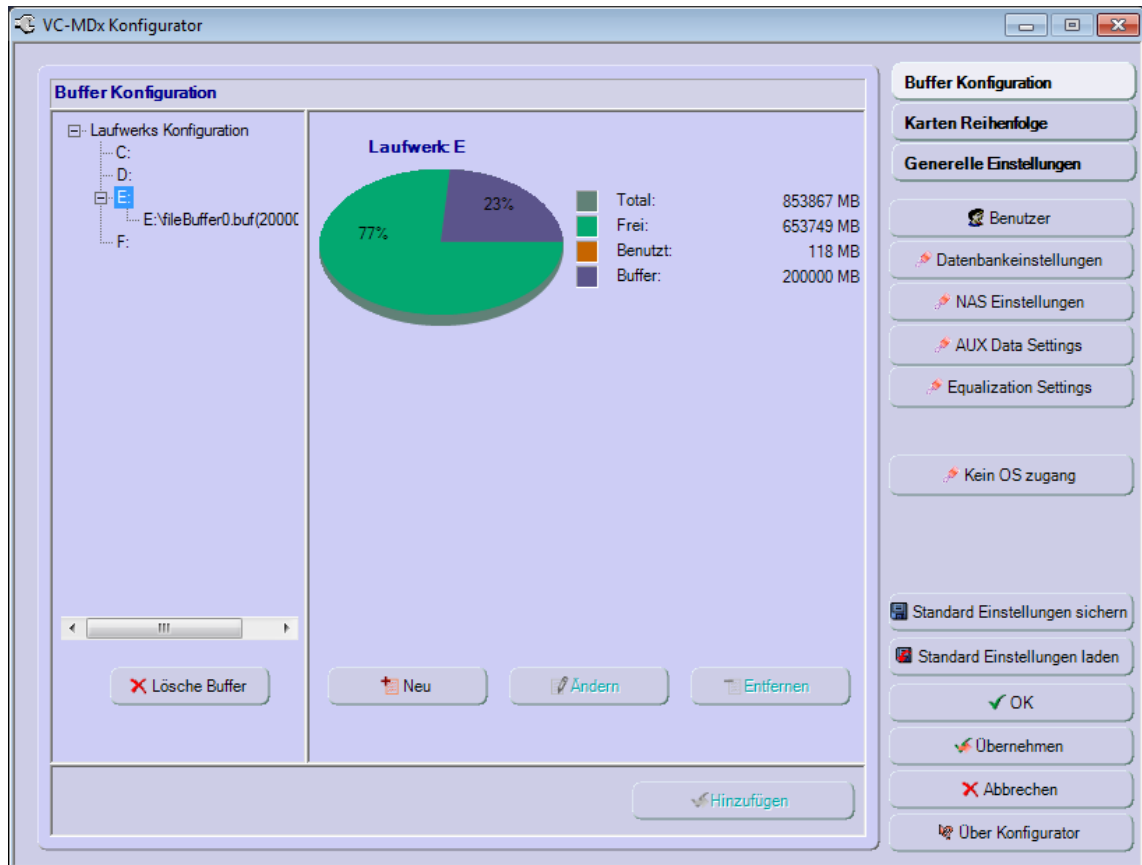 VC-MDx Konfigurator
Buffer Konfiguration
Laufwerks Konfiguration
C:
D:
E:
E:\fileBuffer0.buf(2000
F:
Laufwerk: E
77%
23%
Total: 853867 MB
Frei: 653749 MB
Benutzt: 118 MB
Buffer: 200000 MB
Lösche Buffer
Neu
Ändern
Entfernen
Hinzufügen
Buffer Konfiguration
Karten Reihenfolge
Generelle Einstellungen
Benutzer
Datenbankeinstellungen
NAS Einstellungen
AUX Data Settings
Equalization Settings
Kein OS zugang
Standard Einstellungen sichern
Standard Einstellungen laden
OK
Übernehmen
Abbrechen
Über Konfigurator